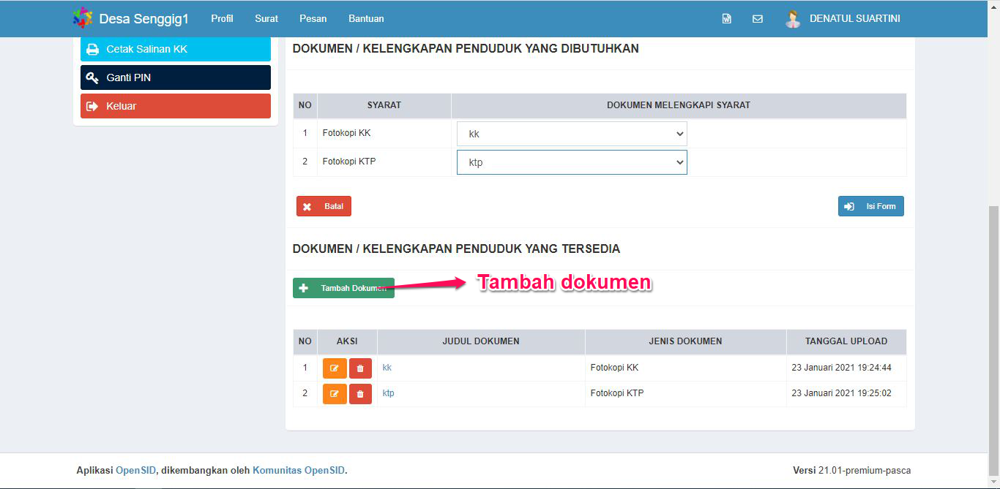 Desa Senggig1 Profil Surat Pesan Bantuan DENATUL SUARTINI
Cetak Salinan KK
Ganti PIN
Keluar
DOKUMEN / KELENGKAPAN PENDUDUK YANG DIBUTUHKAN
NO SYARAT DOKUMEN MELENGKAPI SYARAT
1 Fotokopi KK kk
2 Fotokopi KTP ktp
Batal Isi Form
DOKUMEN / KELENGKAPAN PENDUDUK YANG TERSEDIA
Tambah Dokumen Tambah dokumen
NO AKSI JUDUL DOKUMEN JENIS DOKUMEN TANGGAL UPLOAD
1 kk Fotokopi KK 23 Januari 2021 19:24:44
2 ktp Fotokopi KTP 23 Januari 2021 19:25:02
Aplikasi OpenSID, dikembangkan oleh Komunitas OpenSID. Versi 21.01-premium-pasca